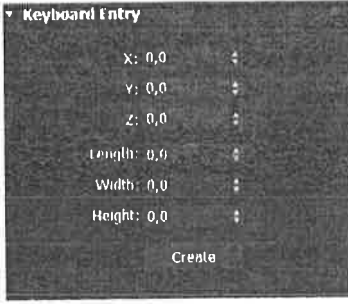 Keyboard Entry
X: 0,0
Y: 0,0
Z: 0,0
Length: 0,0
Width: 0,0
Height: 0,0
Create